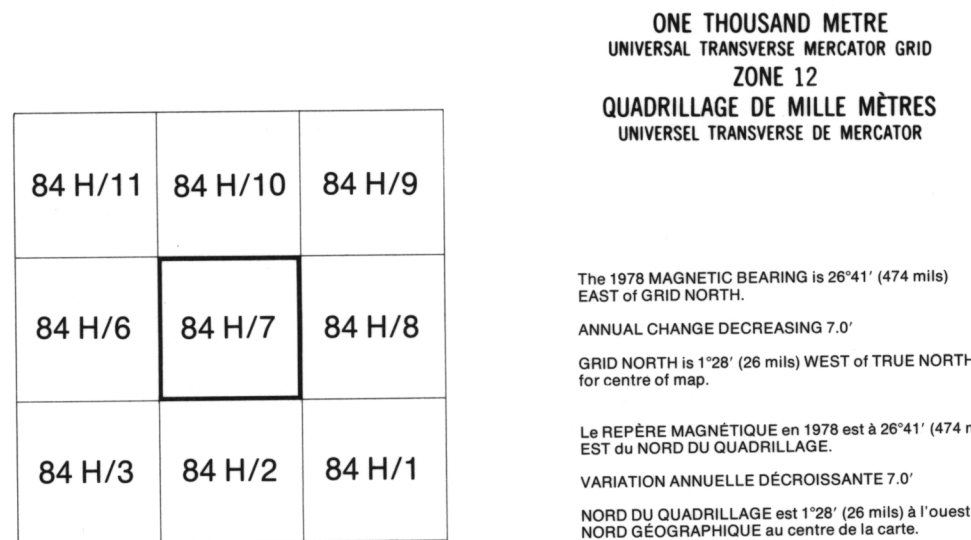 ONE THOUSAND METRE
UNIVERSAL TRANSVERSE MERCATOR GRID
ZONE 12
QUADRILLAGE DE MILLE MÈTRES
UNIVERSEL TRANSVERSE DE MERCATOR
84 H/11 84 H/10 84 H/9
84 H/6 84 H/7 84 H/8
84 H/3 84 H/2 84 H/1
The 1978 MAGNETIC BEARING is 26°41′ (474 mils)
EAST of GRID NORTH.
ANNUAL CHANGE DECREASING 7.0′
GRID NORTH is 1°28′ (26 mils) WEST of TRUE NORTH
for centre of map.
Le REPÈRE MAGNÉTIQUE en 1978 est à 26°41′ (474
EST du NORD DU QUADRILLAGE.
VARIATION ANNUELLE DÉCROISSANTE 7.0′
NORD DU QUADRILLAGE est 1°28′ (26 mils) à l'ouest
NORD GÉOGRAPHIQUE au centre de la carte.